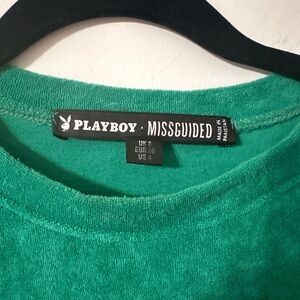 PLAYBOY · MISSGUIDED
MADE IN
PAKISTAN
UK 8
EUR 36
US 4